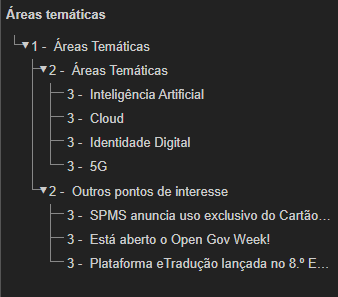 Áreas temáticas
1 - Áreas Temáticas
2 - Áreas Temáticas
3 - Inteligência Artificial
3 - Cloud
3 - Identidade Digital
3 - 5G
2 - Outros pontos de interesse
3 - SPMS anuncia uso exclusivo do Cartão...
3 - Está aberto o Open Gov Week!
3 - Plataforma eTradução lançada no 8.º E...